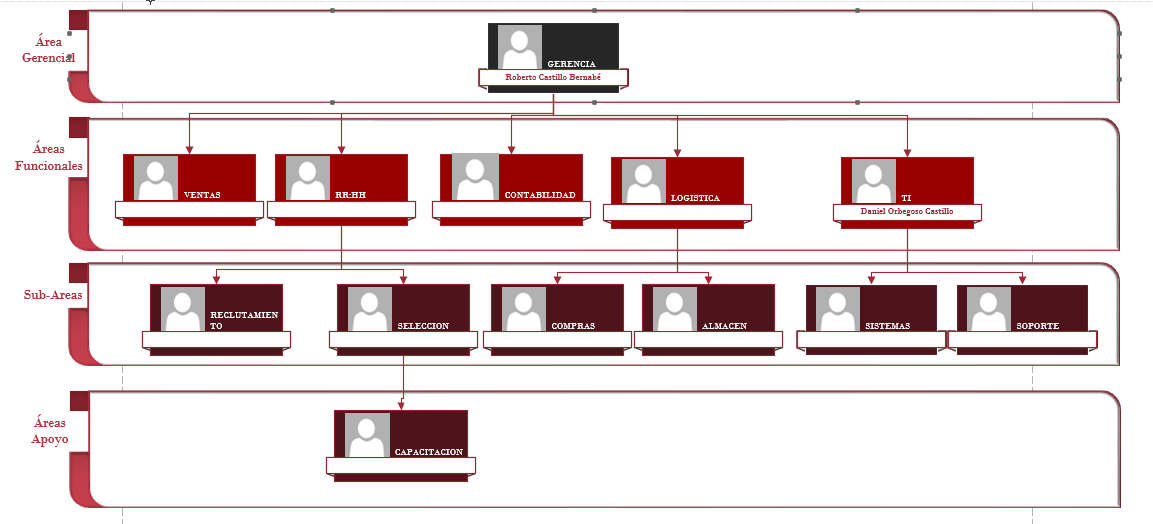 Área
Gerencial
GERENCIA
Roberto Castillo Bernabé
Áreas
Funcionales
VENTAS
RR:HH
CONTABILIDAD
LOGISTICA
TI
Daniel Orbegoso Castillo
Sub-Areas
RECLUTAMIEN
TO
SELECCION
COMPRAS
ALMACEN
SISTEMAS
SOPORTE
Áreas
Apoyo
CAPACITACION